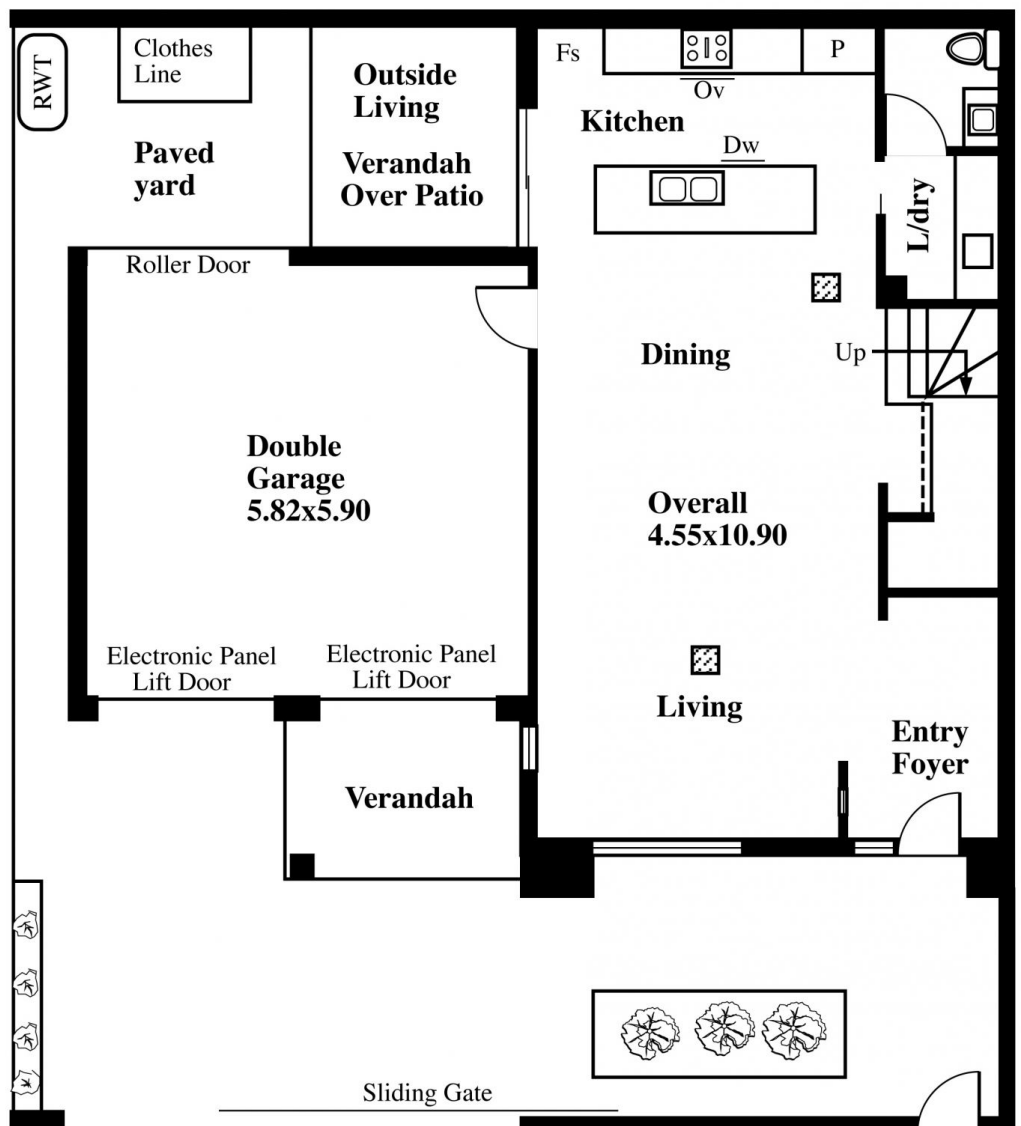 RWT
Clothes
Line
Outside
Living
Verandah
Over Patio
Paved
yard
Fs
P
Ov
Kitchen
Dw
L/dry
Roller Door
Dining
Up
Double
Garage
5.82x5.90
Overall
4.55x10.90
Electronic Panel
Lift Door
Electronic Panel
Lift Door
Living
Entry
Foyer
Verandah
Sliding Gate